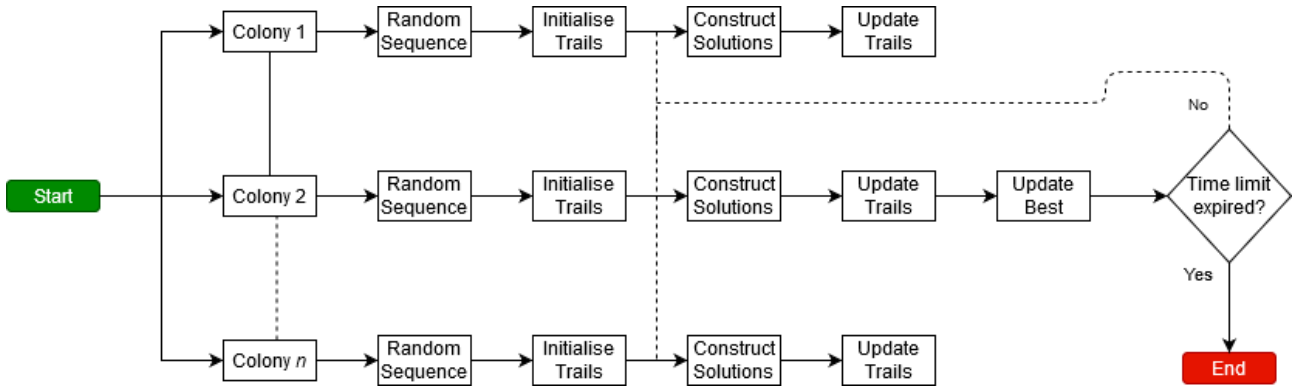 Colony 1
Random
Sequence
Initialise
Trails
Construct
Solutions
Update
Trails
No
Start
Colony 2
Random
Sequence
Initialise
Trails
Construct
Solutions
Update
Trails
Update
Best
Time limit
expired?
Yes
Colony n
Random
Sequence
Initialise
Trails
Construct
Solutions
Update
Trails
End